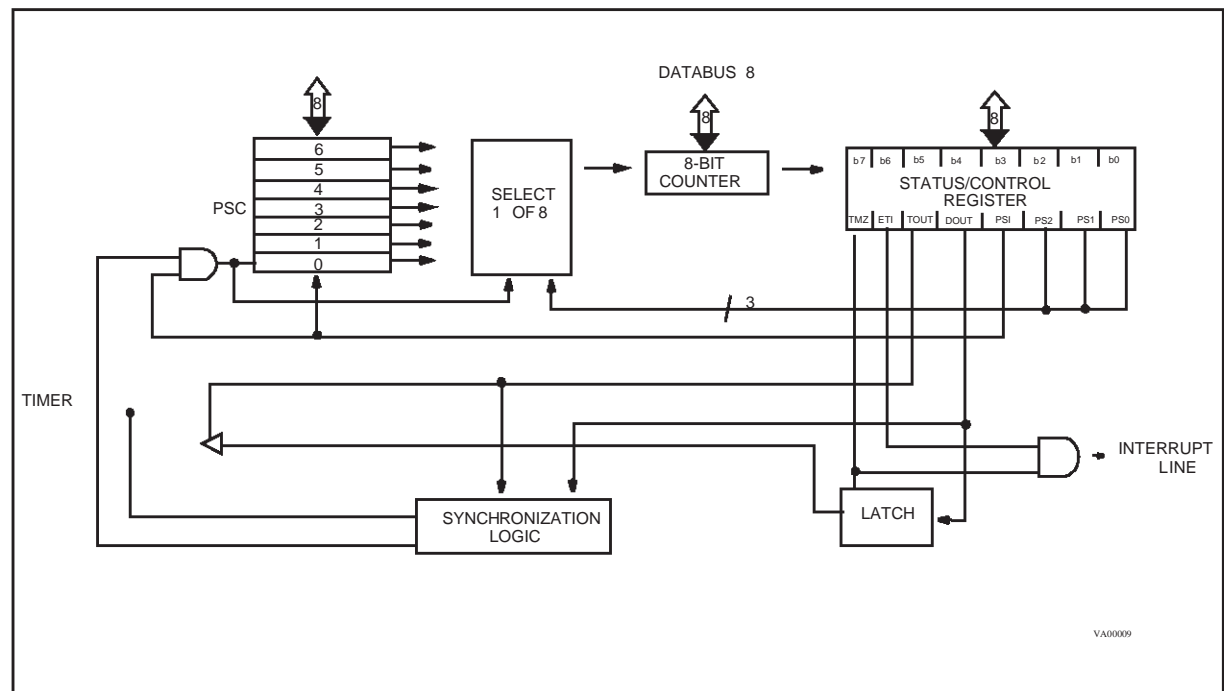 DATABUS 8
8
8
8
6
5
4
3
2
1
0
PSC
SELECT
1 OF 8
8-BIT
COUNTER
b7 b6 b5 b4 b3 b2 b1 b0
STATUS/CONTROL
REGISTER
TMZ ETI TOUT DOUT PSI PS2 PS1 PS0
3
TIMER
INTERRUPT
LINE
SYNCHRONIZATION
LOGIC
LATCH
VA00009